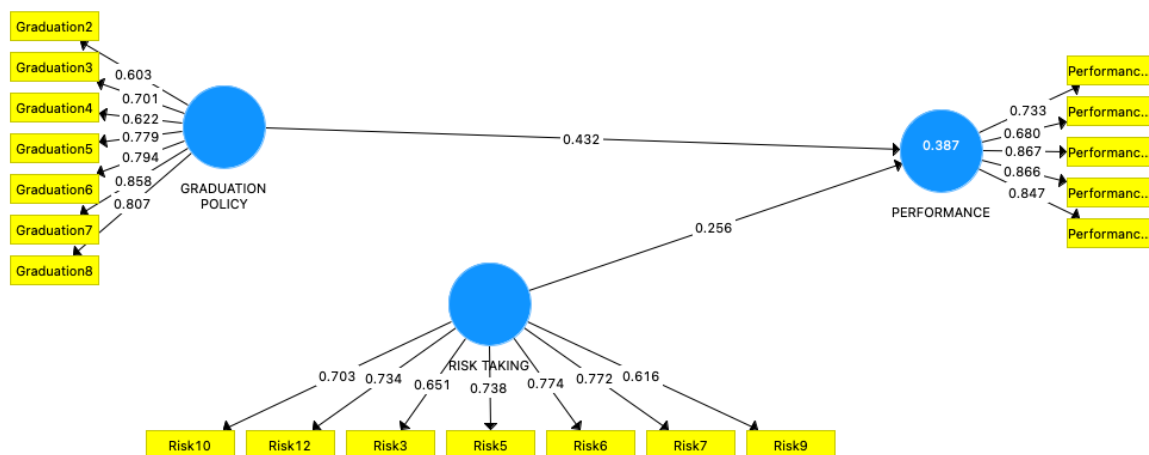 Graduation2
Graduation3
Graduation4
Graduation5
Graduation6
Graduation7
Graduation8
0.603
0.701
0.622
0.779
0.794
0.858
0.807
GRADUATION
POLICY
0.432
0.256
0.387
PERFORMANCE
0.733
0.680
0.867
0.866
0.847
Performanc...
Performanc...
Performanc...
Performanc...
Performanc...
RISK TAKING
0.703
0.734
0.651
0.738
0.774
0.772
0.616
Risk10
Risk12
Risk3
Risk5
Risk6
Risk7
Risk9